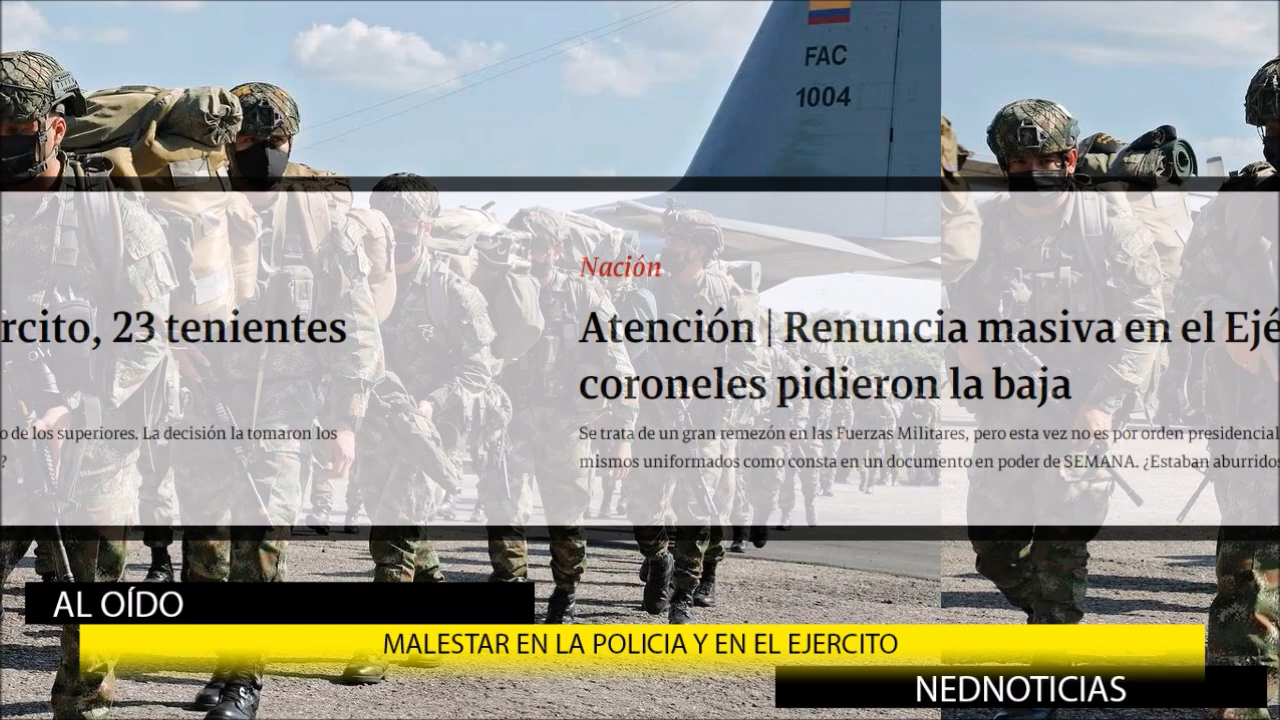 FAC
1004
Nación
rcito, 23 tenientes
Atención | Renuncia masiva en el Ejé
coroneles pidieron la baja
o de los superiores. La decisión la tomaron los
?
Se trata de un gran remezón en las Fuerzas Militares, pero esta vez no es por orden presidencial
mismos uniformados como consta en un documento en poder de SEMANA. ¿Estaban aburridos
AL OÍDO
MALESTAR EN LA POLICIA Y EN EL EJERCITO
NEDNOTICIAS